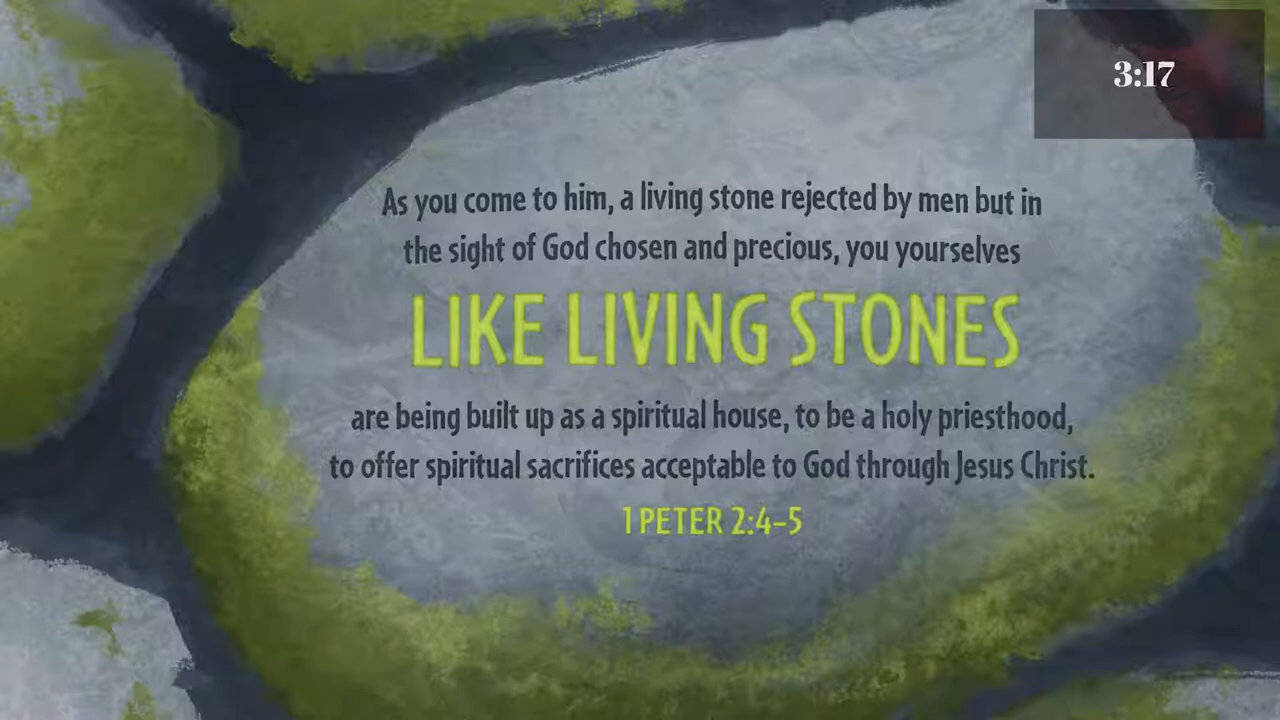 3:17
As you come to him, a living stone rejected by men but in
the sight of God chosen and precious, you yourselves
LIKE LIVING STONES
are being built up as a spiritual house, to be a holy priesthood,
to offer spiritual sacrifices acceptable to God through Jesus Christ.
1 PETER 2:4–5